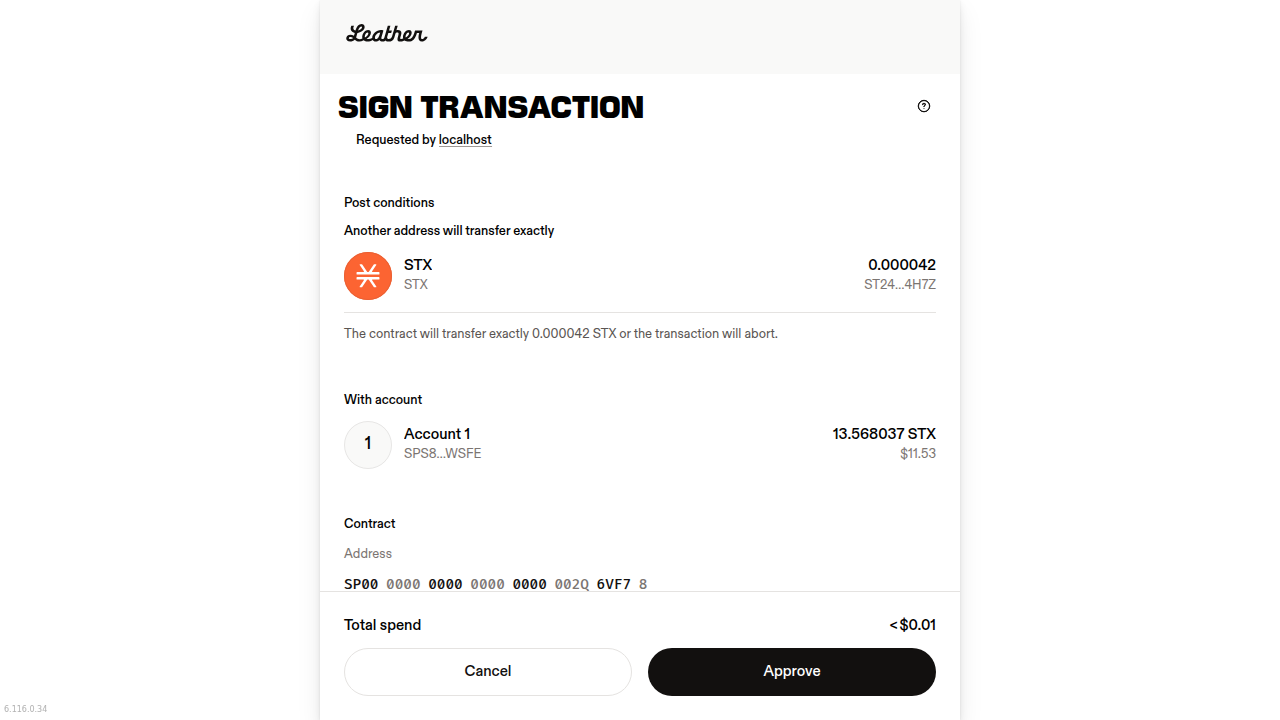 Leather
SIGN TRANSACTION
Requested by localhost
Post conditions
Another address will transfer exactly
STX 0.000042
STX ST24...4H7Z
The contract will transfer exactly 0.000042 STX or the transaction will abort.
With account
1
Account 1 13.568037 STX
SPS8...WSFE $11.53
Contract
Address
SP00 0000 0000 0000 0000 002Q 6VF7 8
Total spend <$0.01
Cancel Approve
6.116.0.34